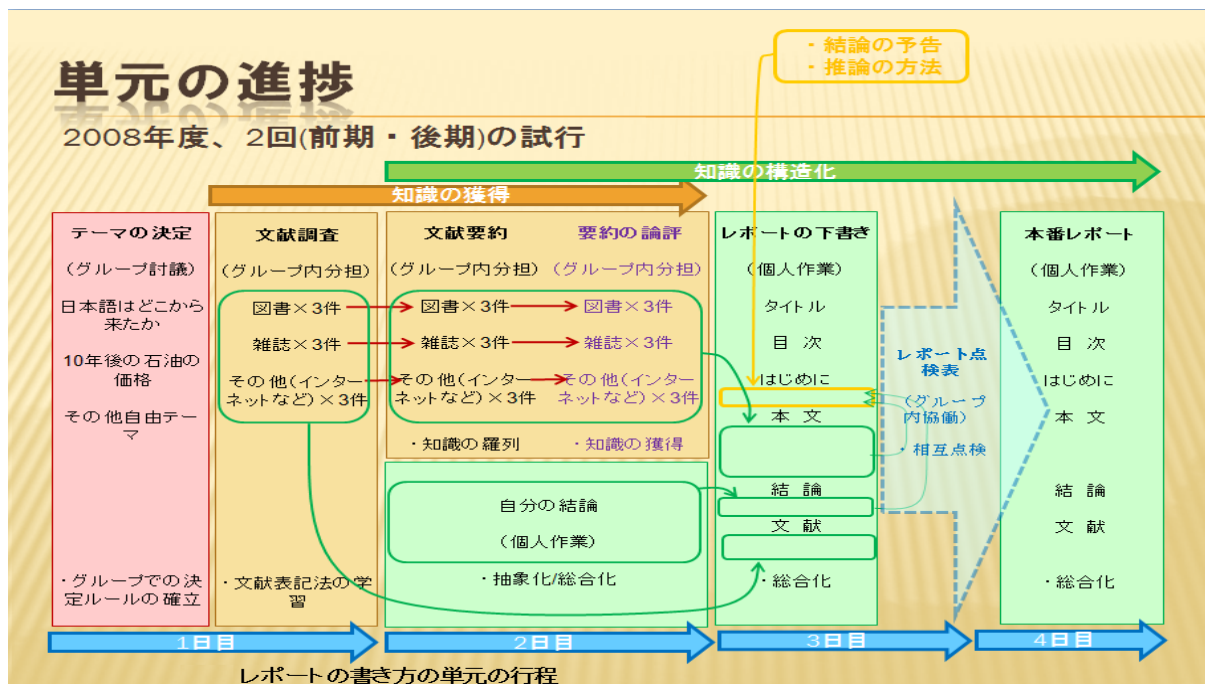 ・結論の予告
・推論の方法
単元の進捗
2008年度、2回(前期・後期)の試行
知識の構造化
知識の獲得
テーマの決定
(グループ討議)
日本語はどこから
来たか
10年後の石油の
価格
その他自由テー
マ
・グループでの決
定ルールの確立
文献調査
(グループ内分担)
図書×3件
雑誌×3件
その他(インター
ネットなど)×3件
・文献表記法の学
習
文献要約
(グループ内分担)
図書×3件
雑誌×3件
その他(インター
ネットなど)×3件
・知識の羅列
要約の論評
(グループ内分担)
図書×3件
雑誌×3件
その他(インター
ネットなど)×3件
・知識の獲得
自分の結論
(個人作業)
・抽象化/総合化
レポートの下書き
(個人作業)
タイトル
目 次
はじめに
本 文
結 論
文 献
・総合化
レポート点
検表
(グループ
内協働)
・相互点検
本番レポート
(個人作業)
タイトル
目 次
はじめに
本 文
結 論
文 献
・総合化
1日目
2日目
3日目
4日目
レポートの書き方の単元の行程